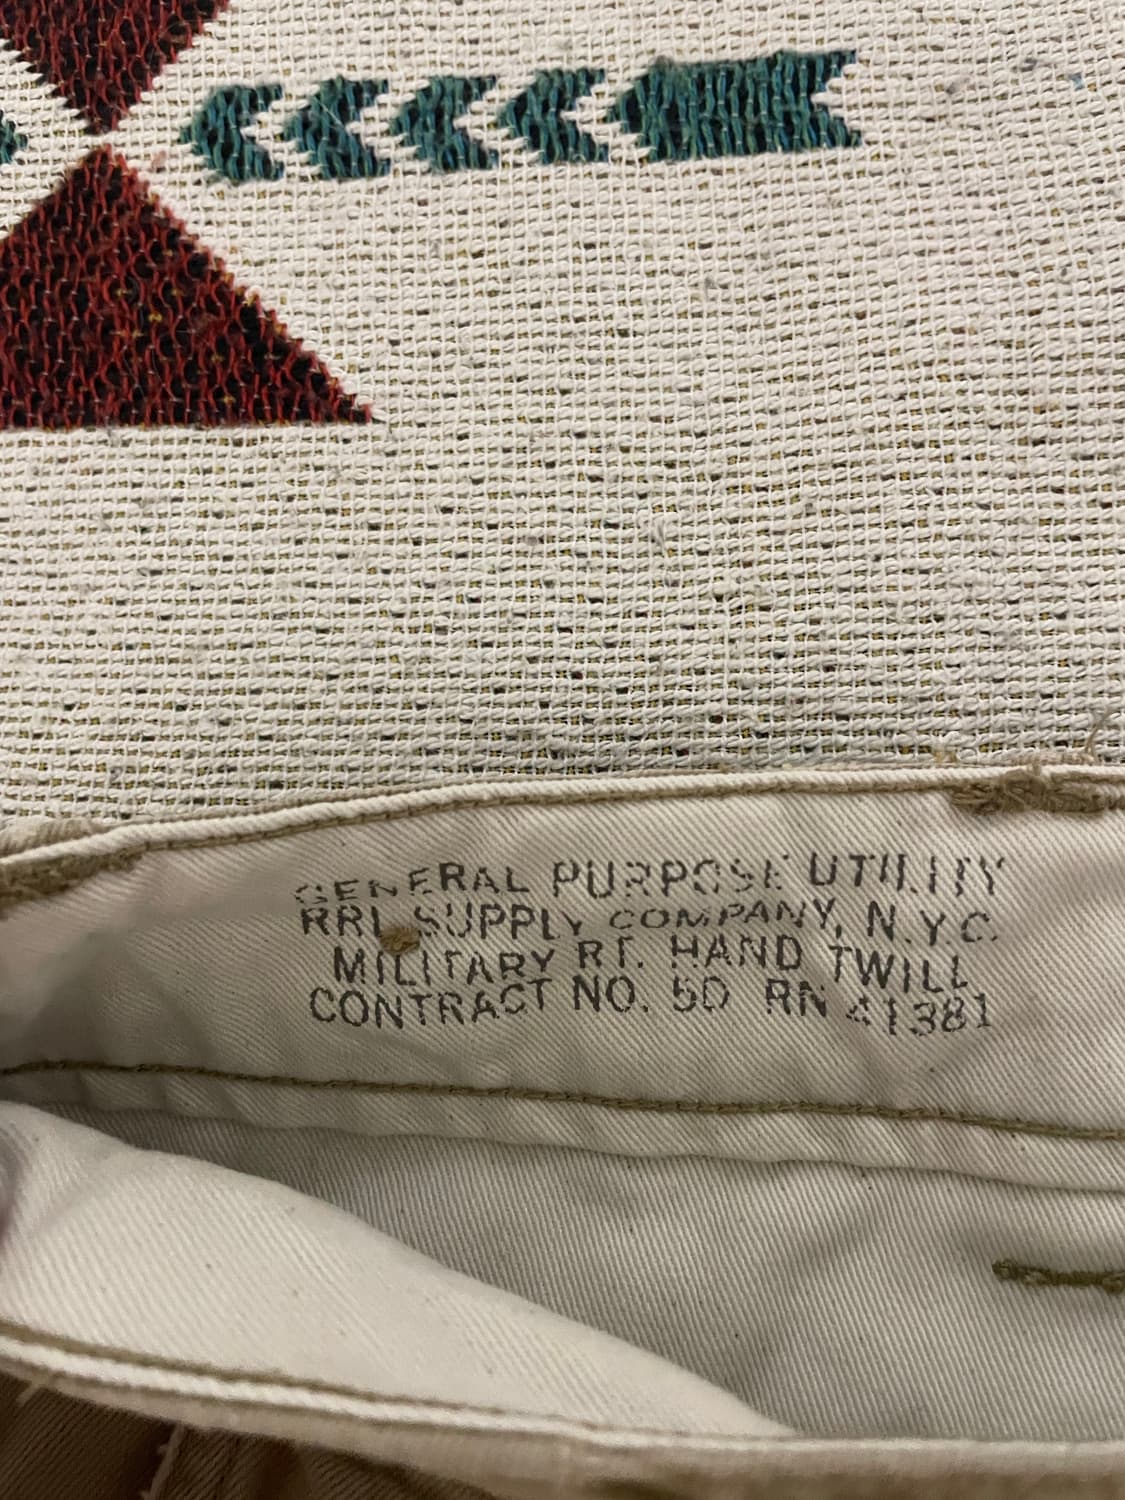 GENERAL PURPOSE UTILITY
RRL SUPPLY COMPANY, N.Y.C.
MILITARY RT. HAND TWILL
CONTRACT NO. 50 RN 41381